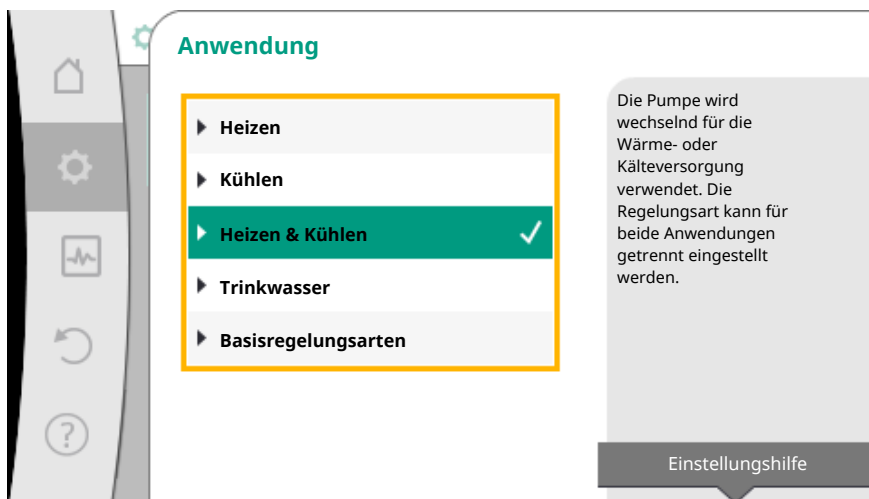 Anwendung
Heizen
Kühlen
Heizen & Kühlen
Trinkwasser
Basisregelungsarten
Die Pumpe wird
wechselnd für die
Wärme- oder
Kälteversorgung
verwendet. Die
Regelungsart kann für
beide Anwendungen
getrennt eingestellt
werden.
Einstellungshilfe